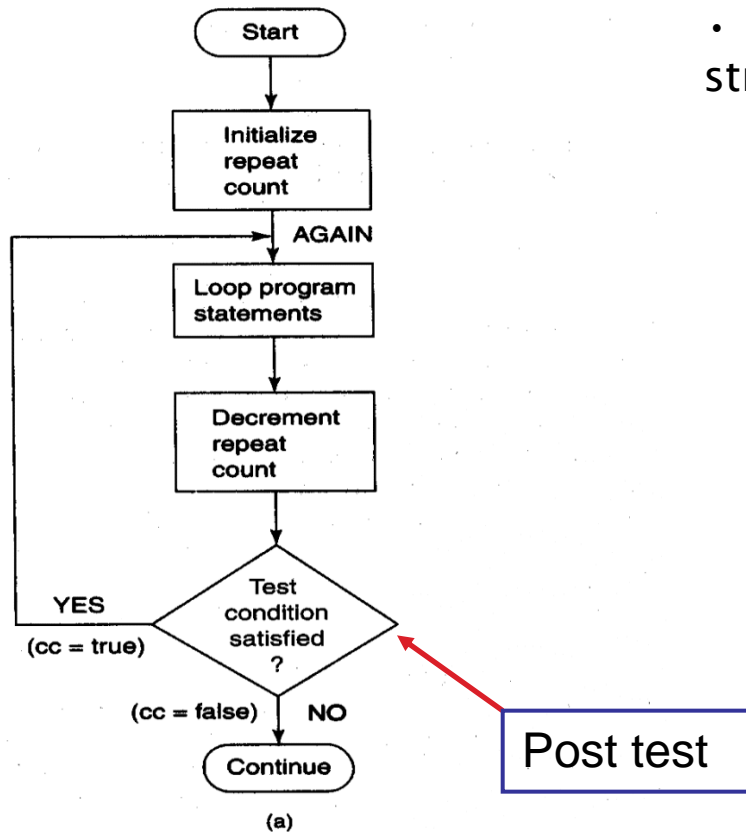 Start
•
str
Initialize
repeat
count
AGAIN
Loop program
statements
Decrement
repeat
count
Test
condition
satisfied
?
YES
(cc = true)
(cc = false) NO
Post test
Continue
(a)